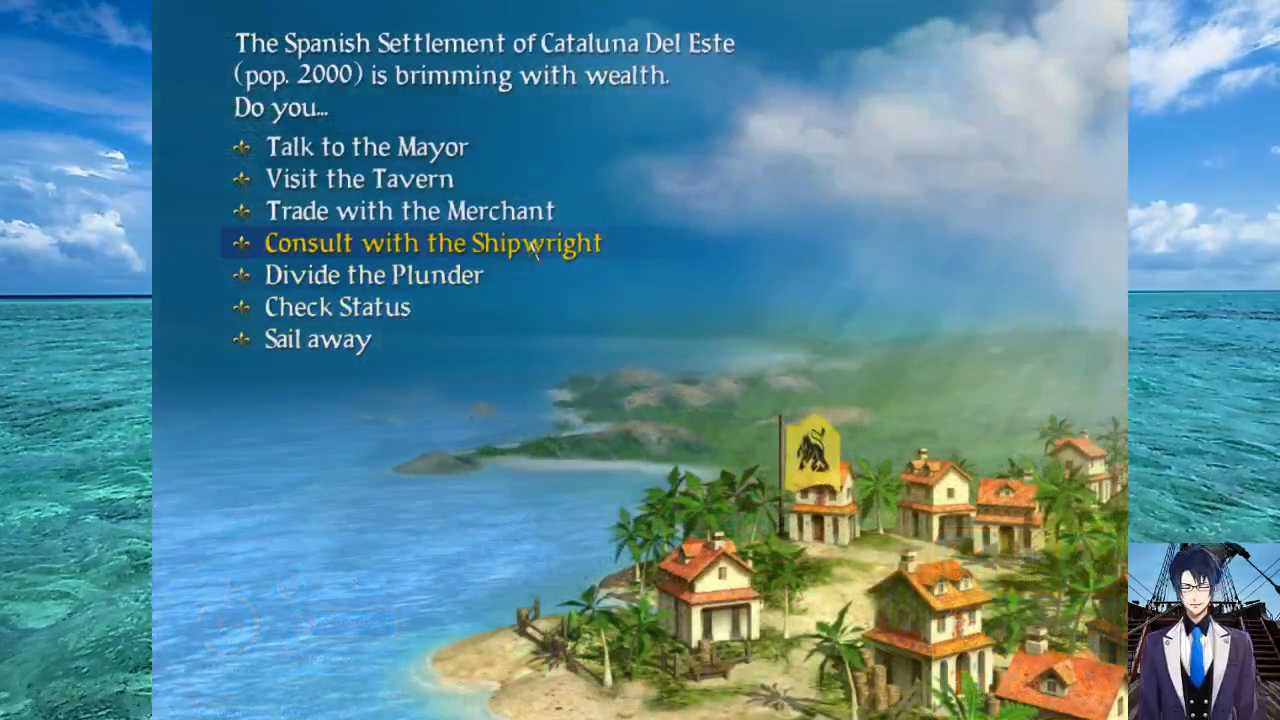 The Spanish Settlement of Cataluna Del Este
(pop. 2000) is brimming with wealth.
Do you...
Talk to the Mayor
Visit the Tavern
Trade with the Merchant
Consult with the Shipwright
Divide the Plunder
Check Status
Sail away